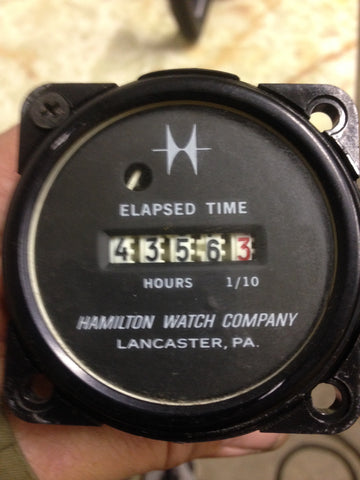 ELAPSED TIME
43563
HOURS 1/10
HAMILTON WATCH COMPANY
LANCASTER, PA.